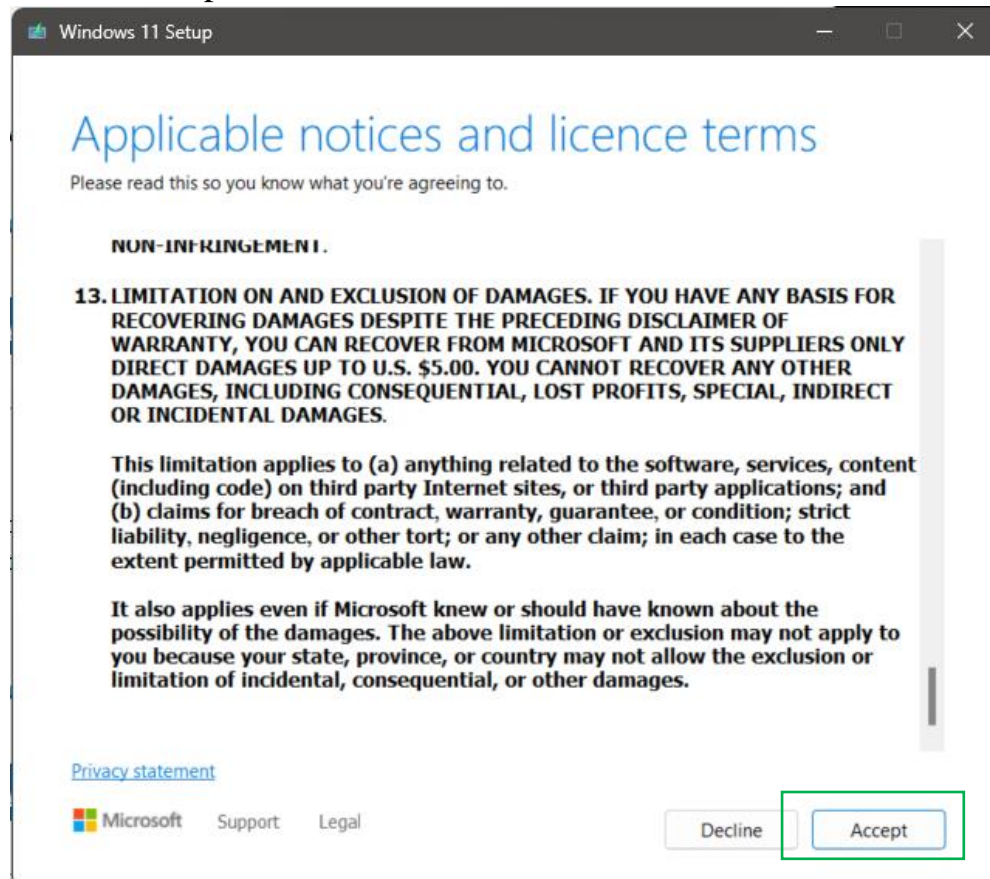 Windows 11 Setup
Applicable notices and licence terms
Please read this so you know what you're agreeing to.
NON-INFRINGEMENT.
13. LIMITATION ON AND EXCLUSION OF DAMAGES. IF YOU HAVE ANY BASIS FOR
RECOVERING DAMAGES DESPITE THE PRECEDING DISCLAIMER OF
WARRANTY, YOU CAN RECOVER FROM MICROSOFT AND ITS SUPPLIERS ONLY
DIRECT DAMAGES UP TO U.S. $5.00. YOU CANNOT RECOVER ANY OTHER
DAMAGES, INCLUDING CONSEQUENTIAL, LOST PROFITS, SPECIAL, INDIRECT
OR INCIDENTAL DAMAGES.
This limitation applies to (a) anything related to the software, services, content
(including code) on third party Internet sites, or third party applications; and
(b) claims for breach of contract, warranty, guarantee, or condition; strict
liability, negligence, or other tort; or any other claim; in each case to the
extent permitted by applicable law.
It also applies even if Microsoft knew or should have known about the
possibility of the damages. The above limitation or exclusion may not apply to
you because your state, province, or country may not allow the exclusion or
limitation of incidental, consequential, or other damages.
Privacy statement
Microsoft Support Legal Decline Accept